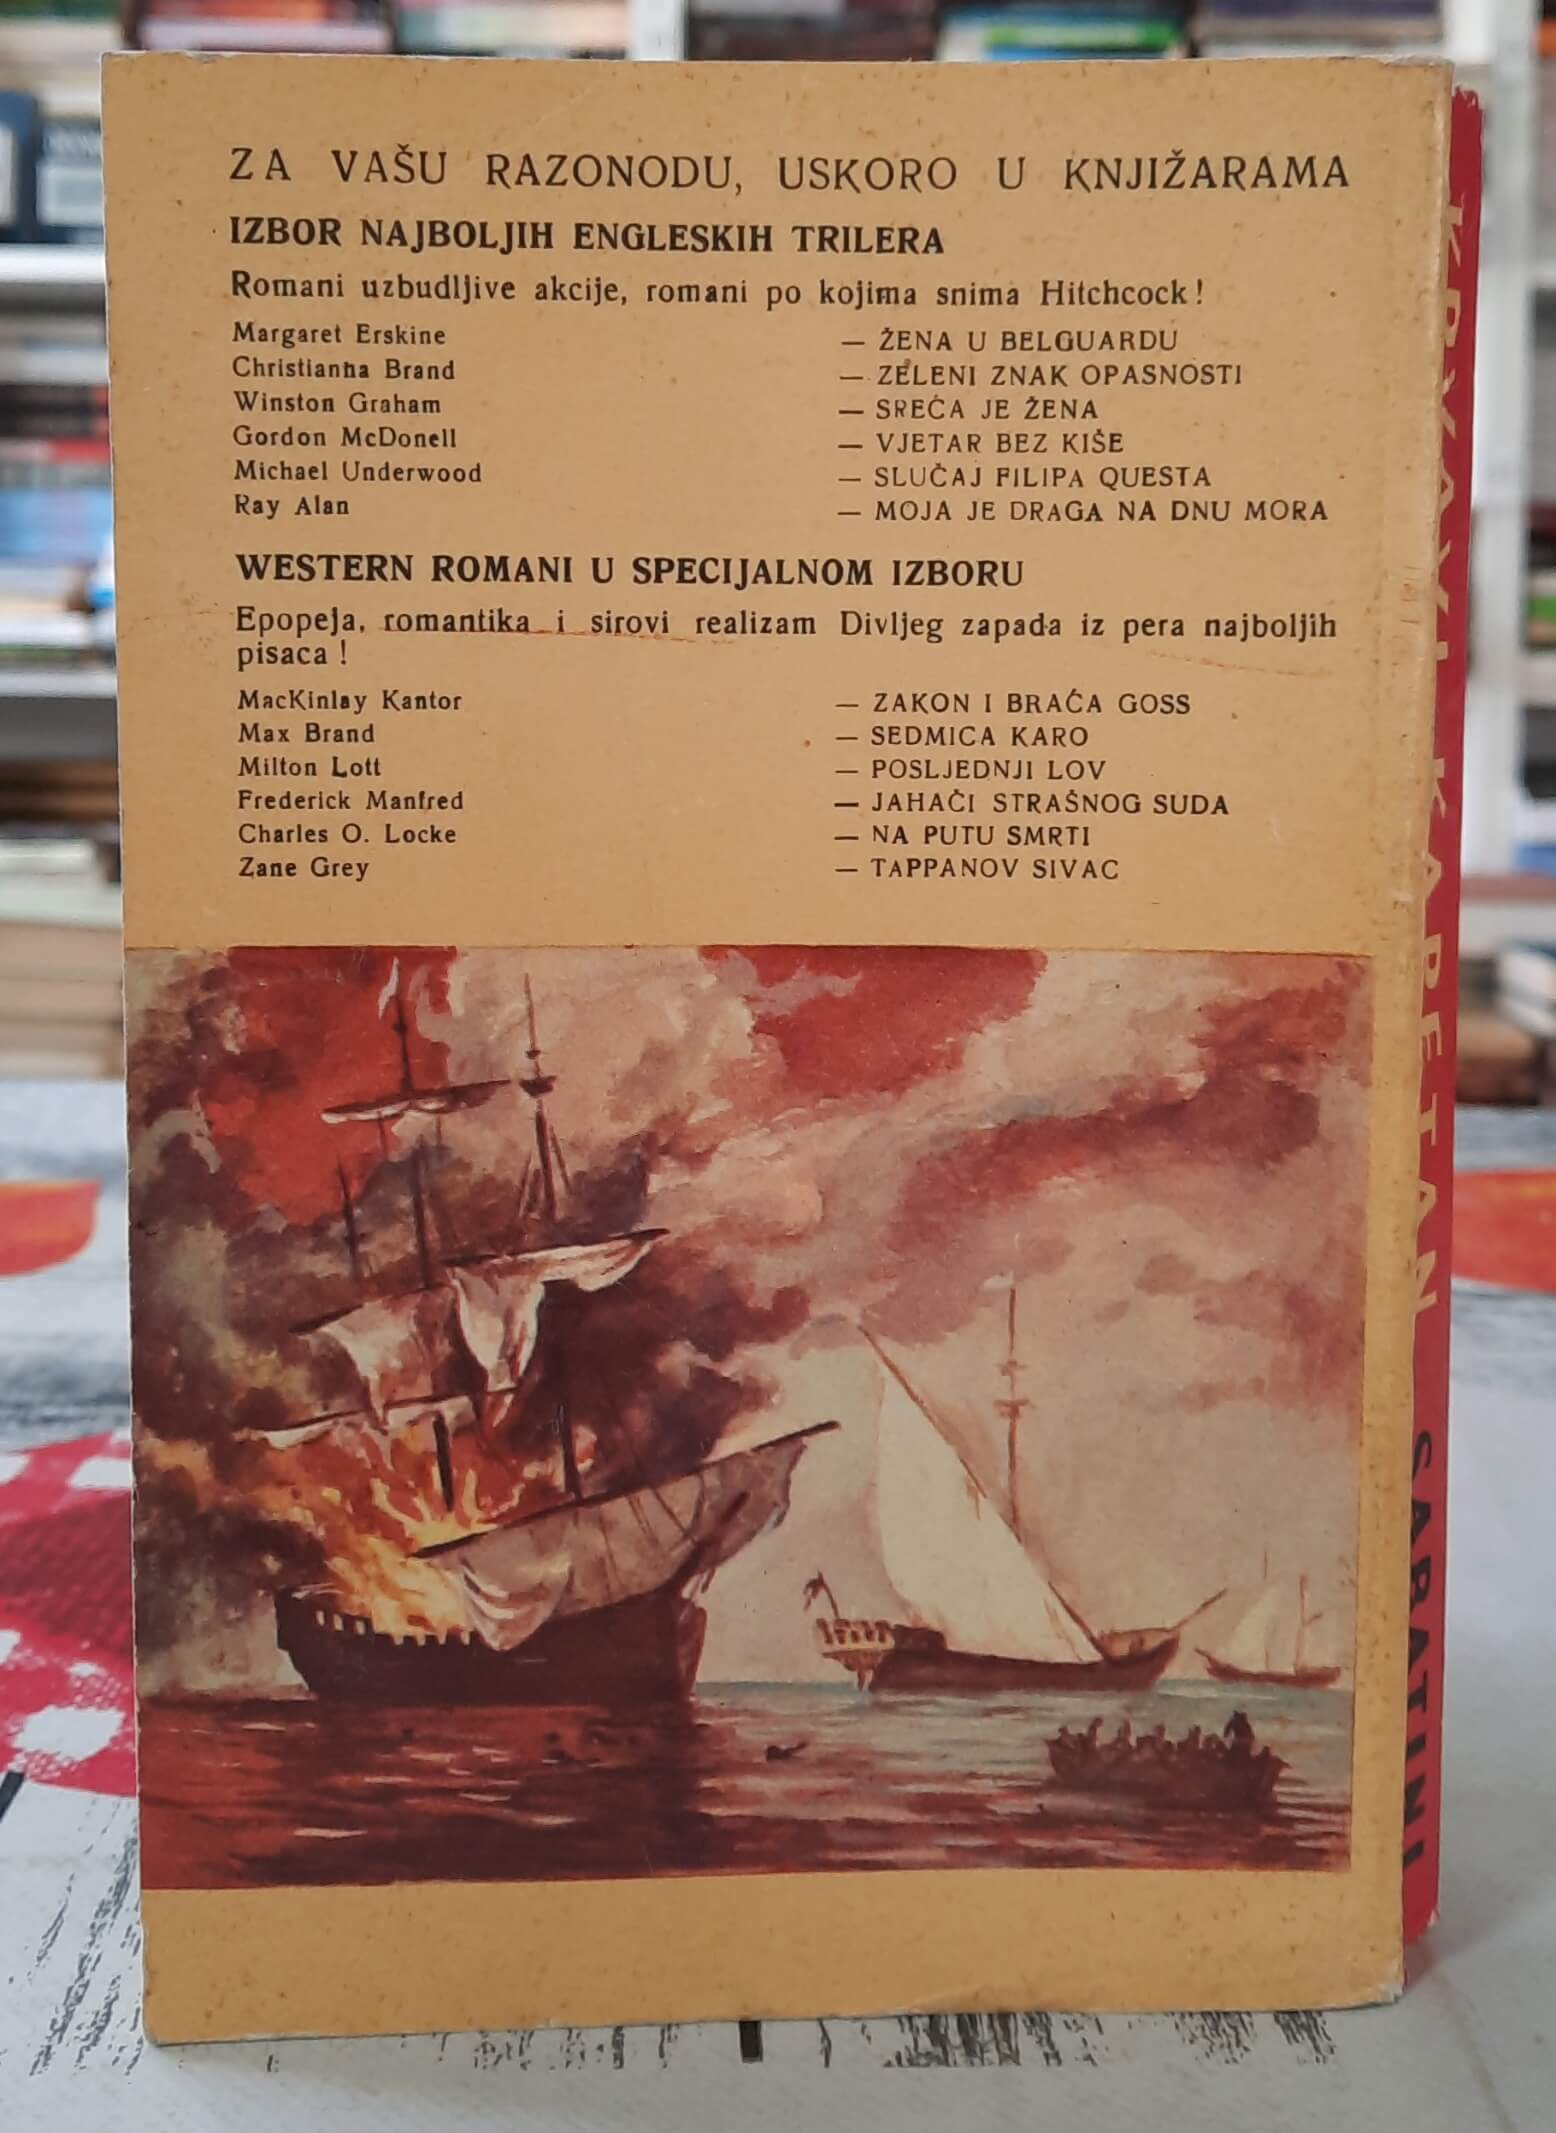 ZA VAŠU RAZONODU, USKORO U KNJIŽARAMA
IZBOR NAJBOLJIH ENGLESKIH TRILERA
Romani uzbudljive akcije, romani po kojima snima Hitchcock!
Margaret Erskine — ŽENA U BELGUARDU
Christianna Brand — ZELENI ZNAK OPASNOSTI
Winston Graham — SREĆA JE ŽENA
Gordon McDonell — VJETAR BEZ KIŠE
Michael Underwood — SLUČAJ FILIPA QUESTA
Ray Alan — MOJA JE DRAGA NA DNU MORA
WESTERN ROMANI U SPECIJALNOM IZBORU
Epopeja, romantika i sirovi realizam Divljeg zapada iz pera najboljih
pisaca!
MacKinlay Kantor — ZAKON I BRAĆA GOSS
Max Brand — SEDMICA KARO
Milton Lott — POSLJEDNJI LOV
Frederick Manfred — JAHAČI STRAŠNOG SUDA
Charles O. Locke — NA PUTU SMRTI
Zane Grey — TAPPANOV SIVAC
KRVAVI KAPETAN SABATINI